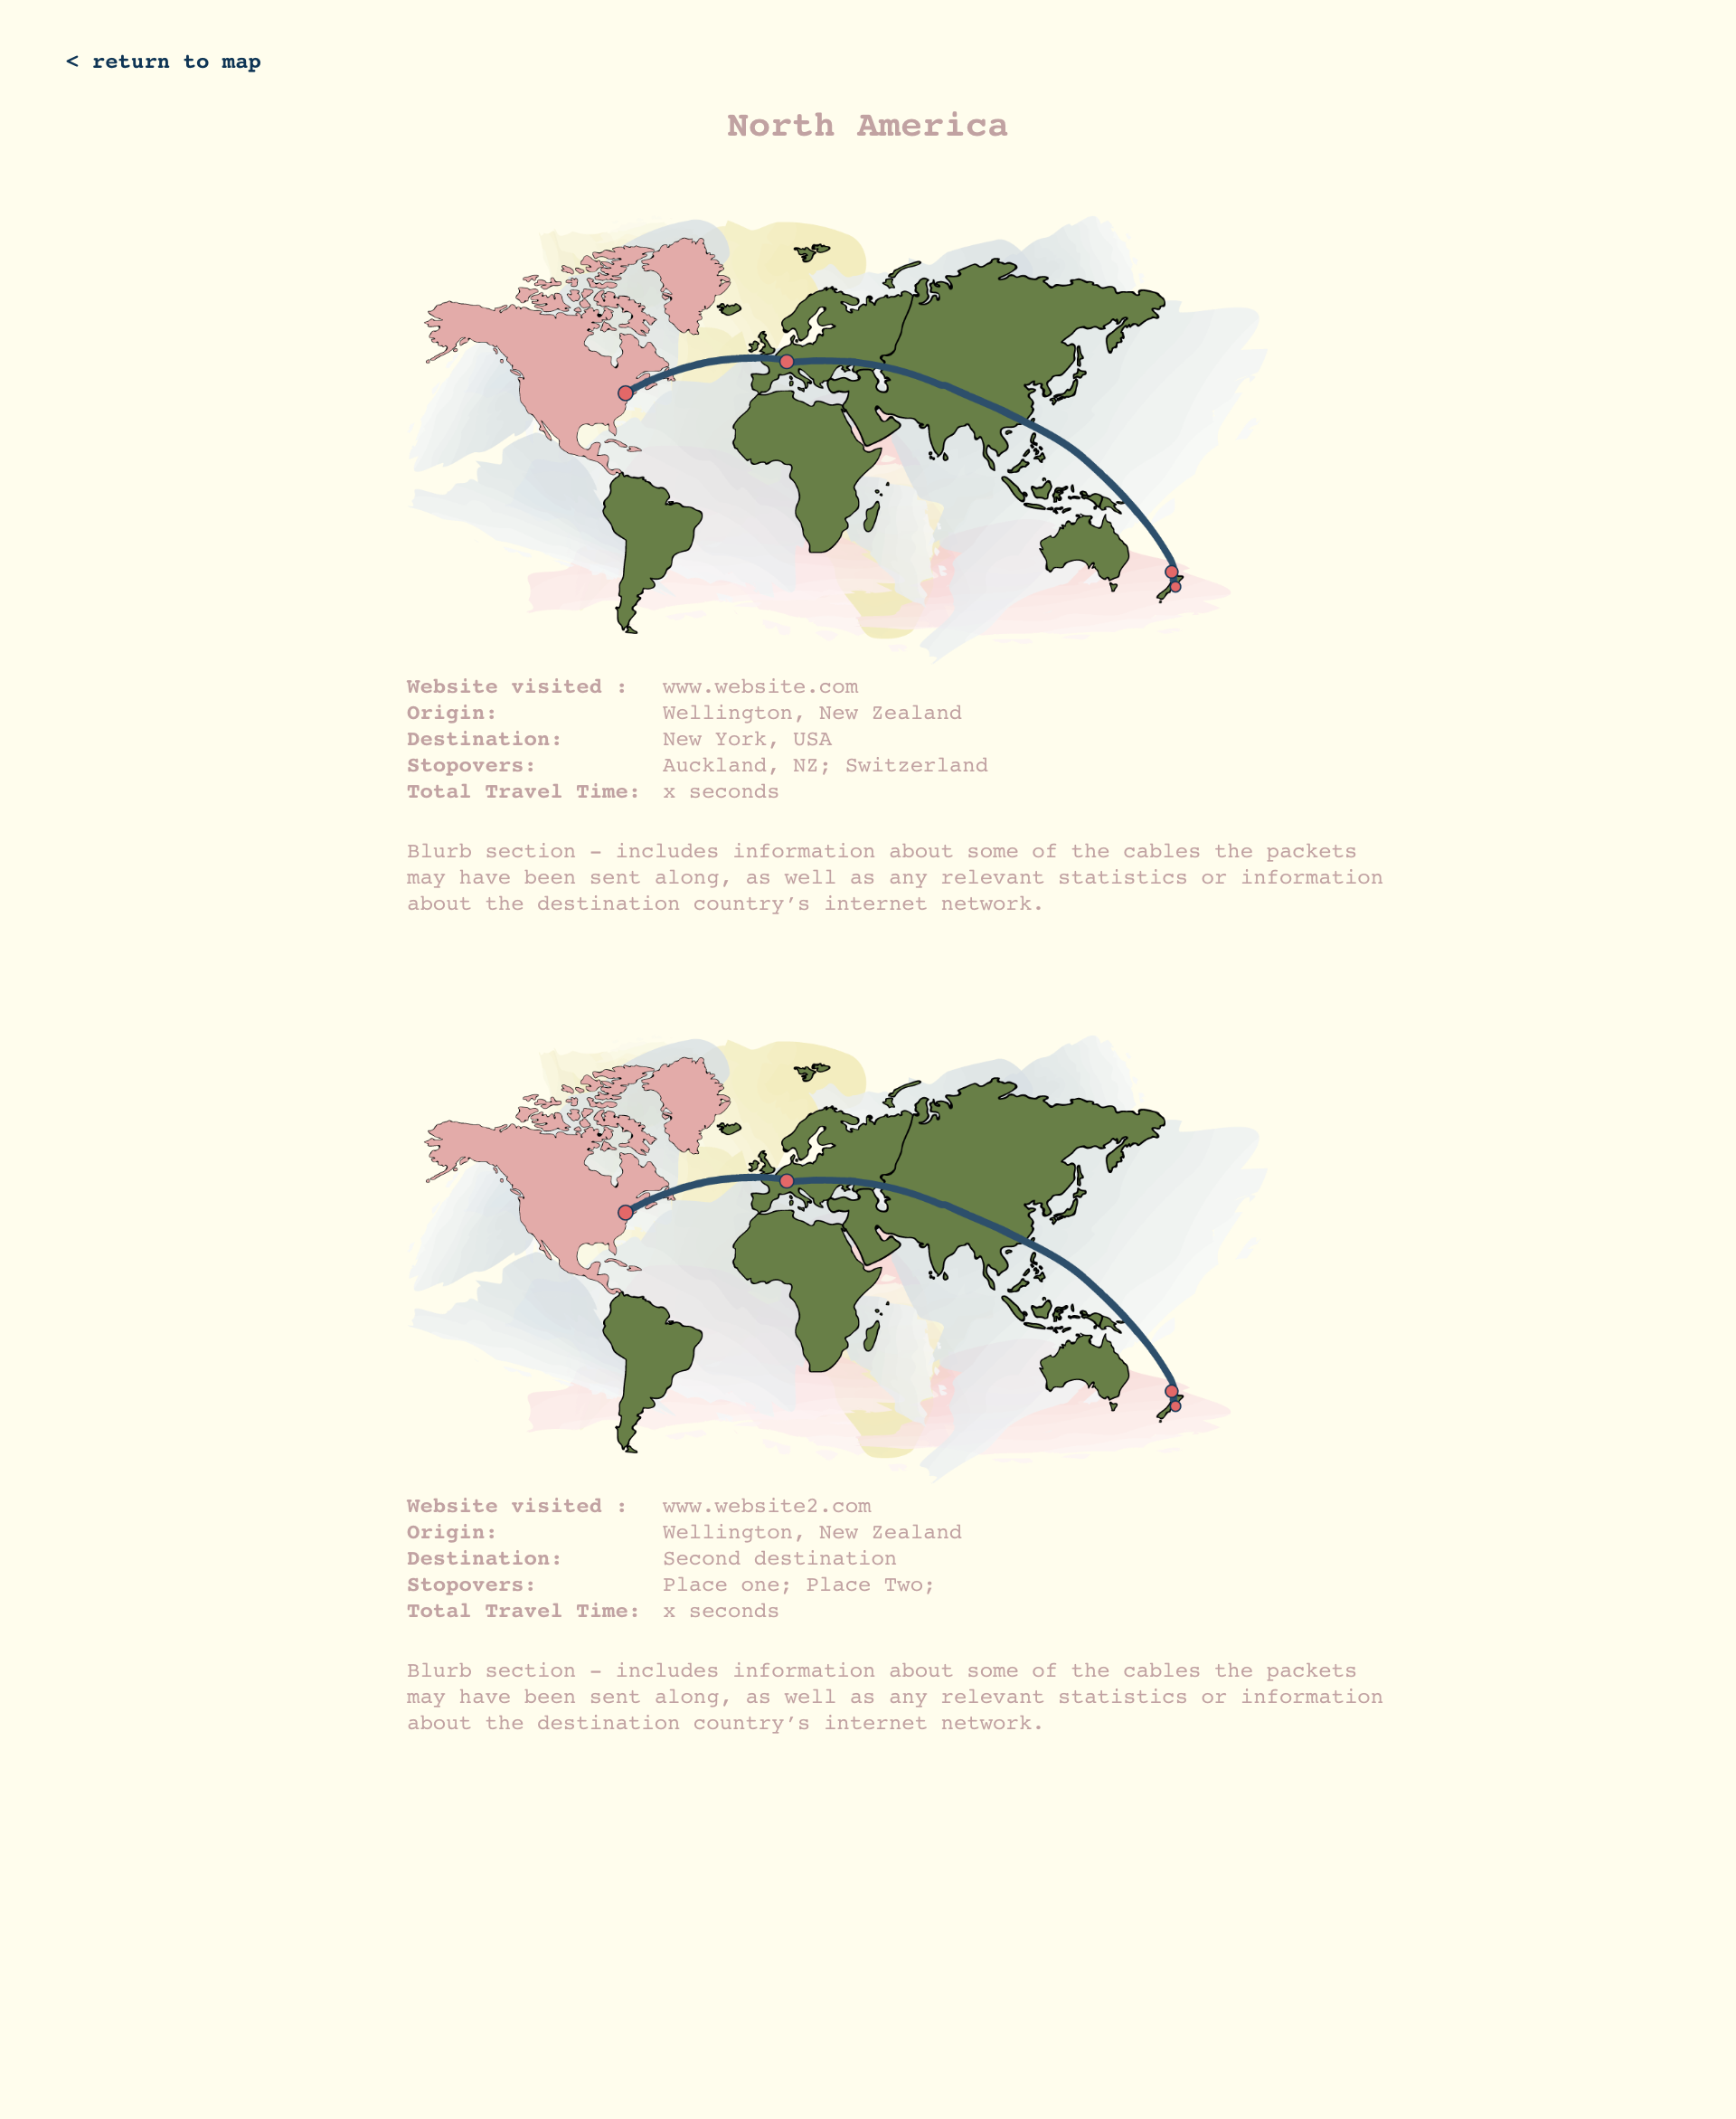 < return to map
North America
Website visited : www.website.com
Origin: Wellington, New Zealand
Destination: New York, USA
Stopovers: Auckland, NZ; Switzerland
Total Travel Time: x seconds
Blurb section – includes information about some of the cables the packets
may have been sent along, as well as any relevant statistics or information
about the destination country’s internet network.
Website visited : www.website2.com
Origin: Wellington, New Zealand
Destination: Second destination
Stopovers: Place one; Place Two;
Total Travel Time: x seconds
Blurb section – includes information about some of the cables the packets
may have been sent along, as well as any relevant statistics or information
about the destination country’s internet network.